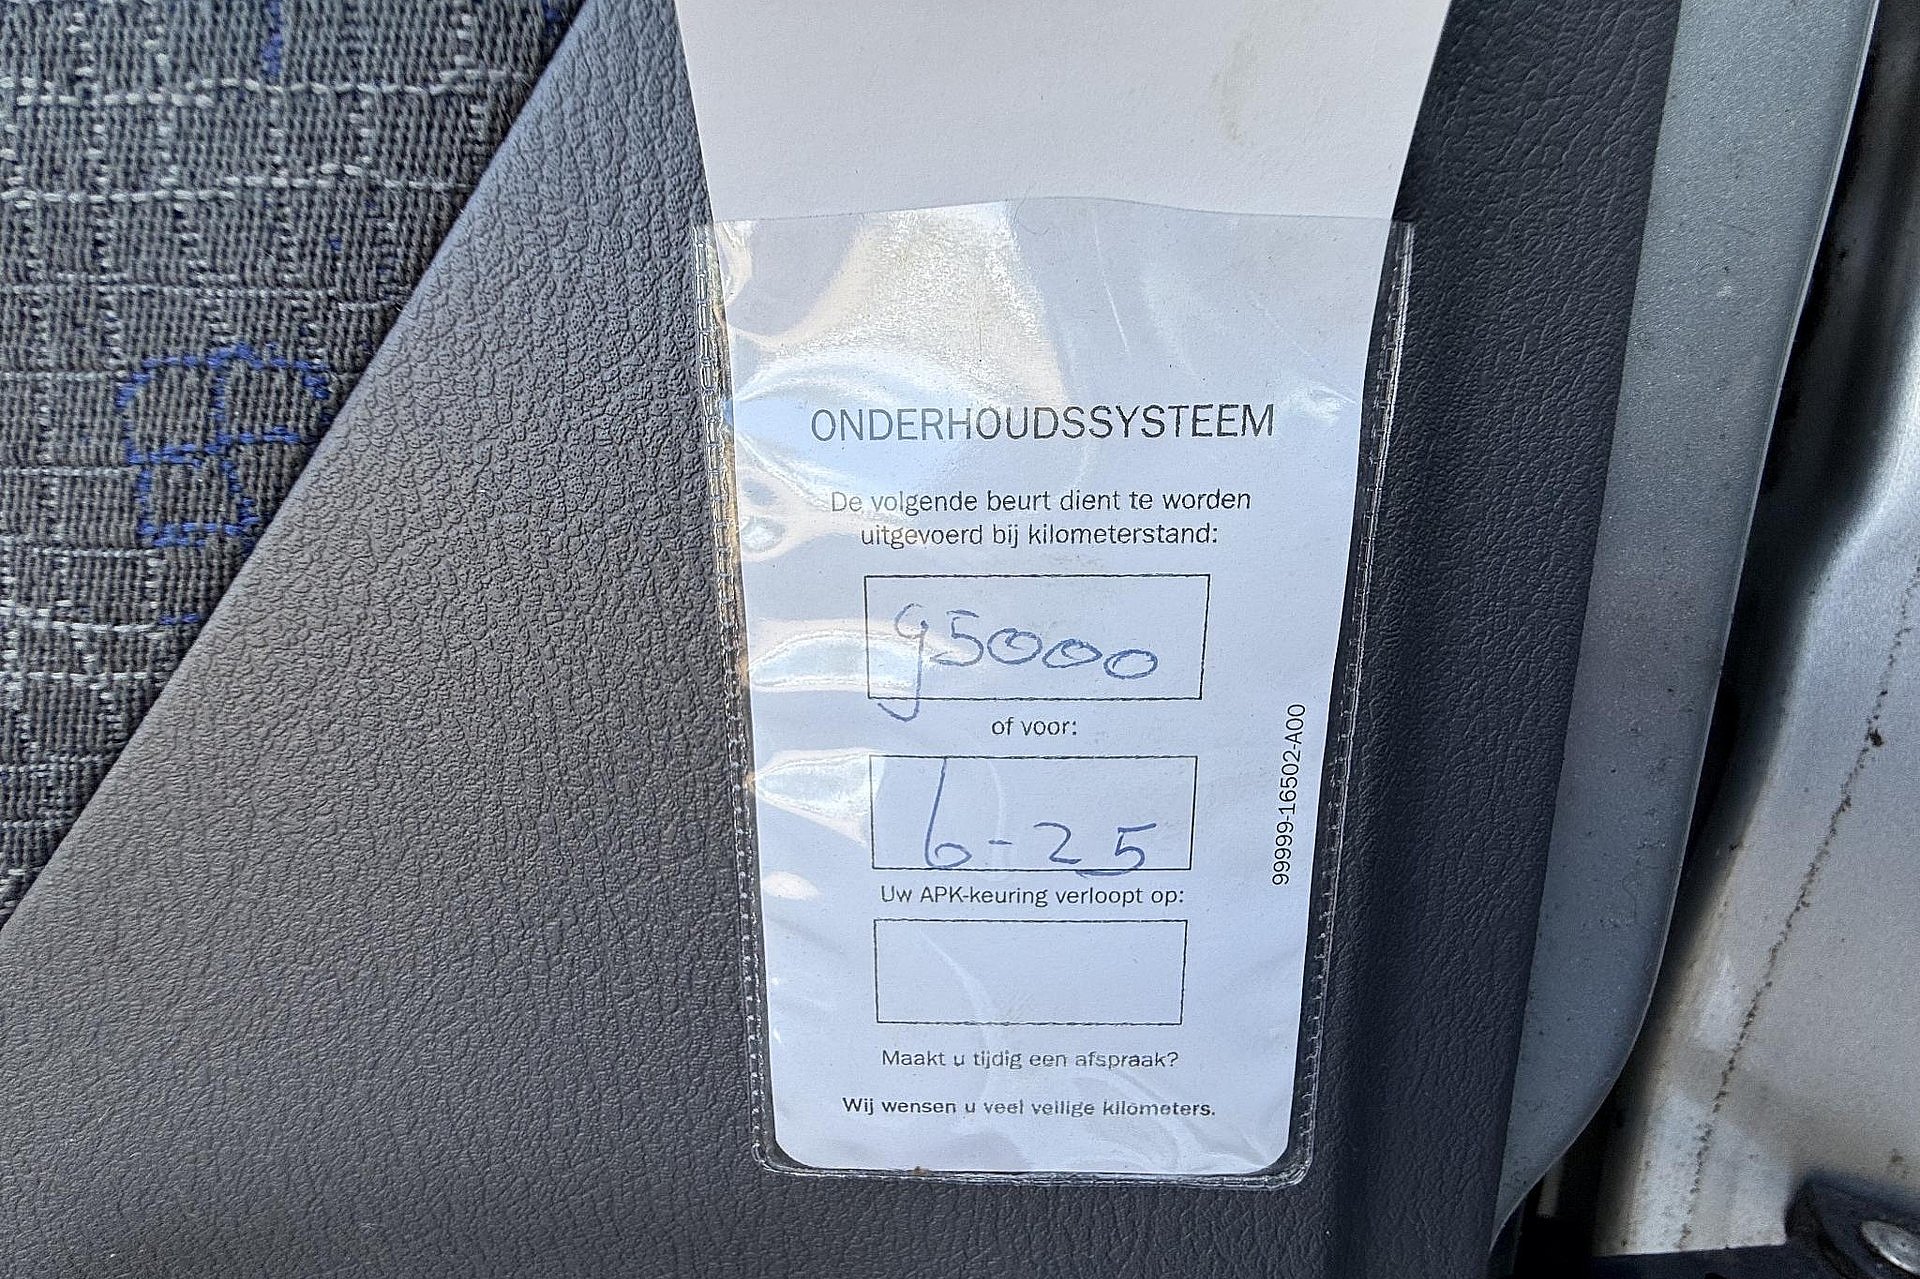 ONDERHOUDSSYSTEEM
De volgende beurt dient te worden
uitgevoerd bij kilometerstand:
95000
of voor:
6-25
Uw APK-keuring verloopt op:
Maakt u tijdig een afspraak?
Wij wensen u veel veilige kilometers.
99999-16502-A00